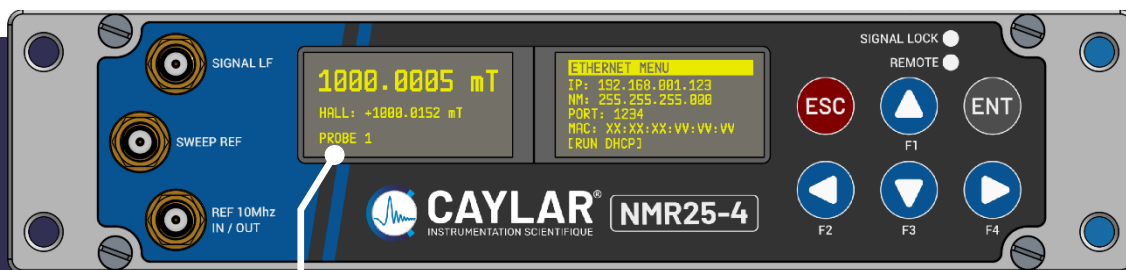 SIGNAL LF
SWEEP REF
REF 10Mhz
IN / OUT
1000.0005 mT
HALL: +1000.0152 mT
PROBE 1
ETHERNET MENU
IP: 192.168.001.123
NM: 255.255.255.000
PORT: 1234
MAC: XX:XX:XX:VV:VV:VV
[RUN DHCP]
CAYLAR®
INSTRUMENTATION SCIENTIFIQUE
NMR25-4
SIGNAL LOCK
REMOTE
ESC
ENT
F1
F2
F3
F4